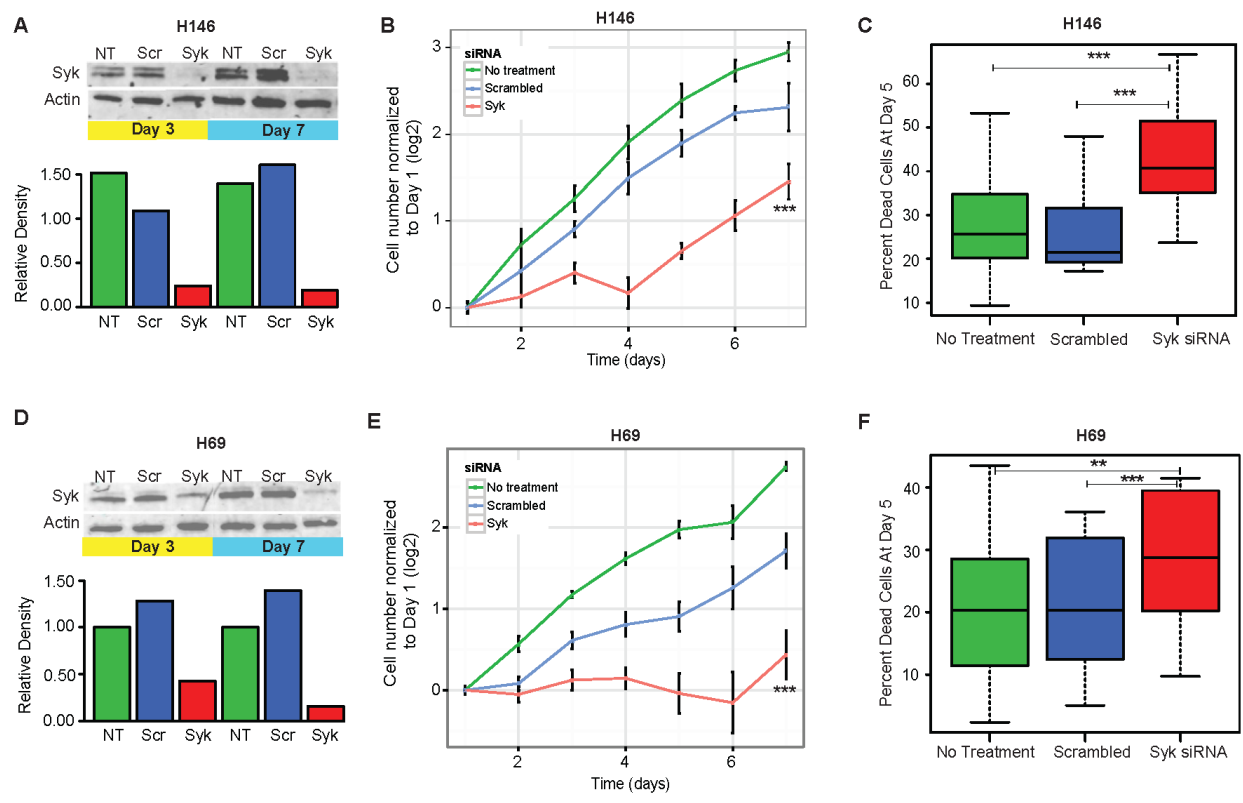 A
H146
NT Scr Syk NT Scr Syk
Syk
Actin
Day 3 Day 7
Relative Density
1.50
1.00
0.50
0.00
NT Scr Syk NT Scr Syk
B
H146
siRNA
No treatment
Scrambled
Syk
Cell number normalized
to Day 1 (log2)
3
2
1
0
***
2 4 6
Time (days)
C
H146
***
***
Percent Dead Cells At Day 5
60
50
40
30
20
10
No Treatment Scrambled Syk siRNA
D
H69
NT Scr Syk NT Scr Syk
Syk
Actin
Day 3 Day 7
Relative Density
1.50
1.00
0.50
0.00
NT Scr Syk NT Scr Syk
E
H69
siRNA
No treatment
Scrambled
Syk
Cell number normalized
to Day 1 (log2)
2
1
0
***
2 4 6
Time (days)
F
H69
**
***
Percent Dead Cells At Day 5
40
30
20
10
No Treatment Scrambled Syk siRNA